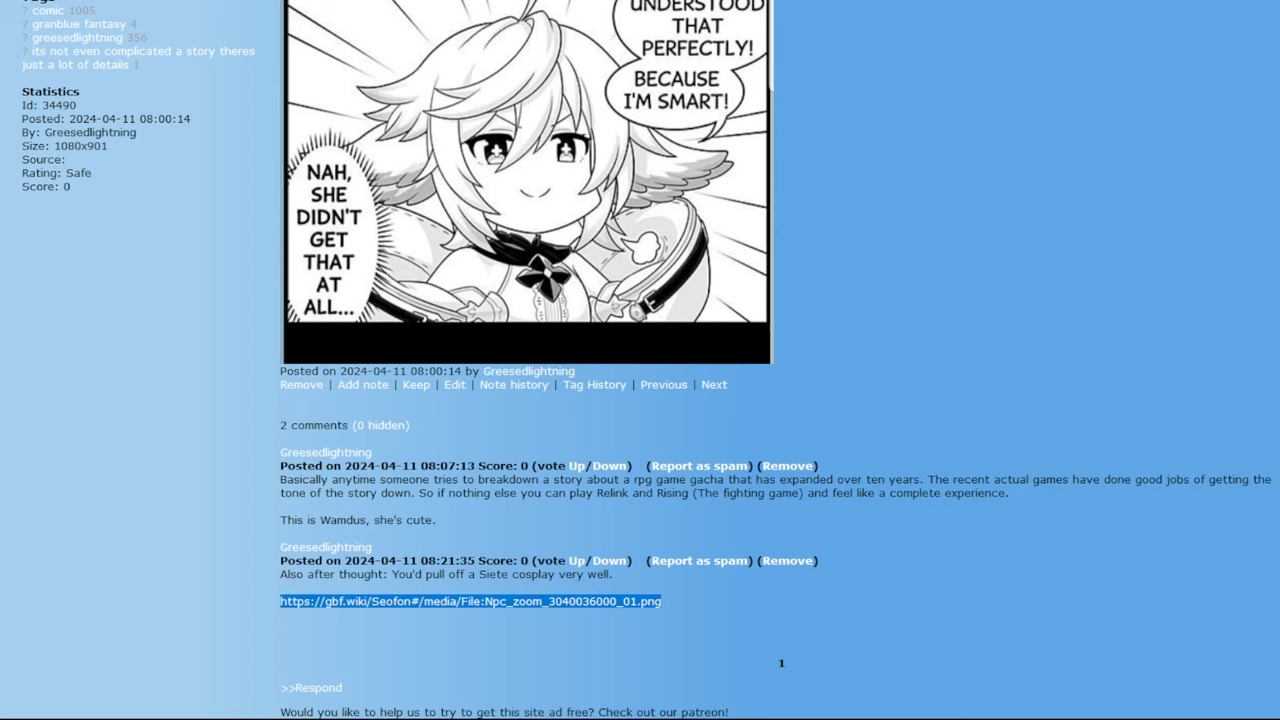 ? comic 1005
? granblue fantasy 4
? greesedlightning 356
? its not even complicated a story theres
just a lot of details 1
Statistics
Id: 34490
Posted: 2024-04-11 08:00:14
By: Greesedlightning
Size: 1080x901
Source:
Rating: Safe
Score: 0
UNDERSTOOD
THAT
PERFECTLY!
BECAUSE
I'M SMART!
NAH,
SHE
DIDN'T
GET
THAT
AT
ALL...
Posted on 2024-04-11 08:00:14 by Greesedlightning
Remove | Add note | Keep | Edit | Note history | Tag History | Previous | Next
2 comments (0 hidden)
Greesedlightning
Posted on 2024-04-11 08:07:13 Score: 0 (vote Up/Down) (Report as spam) (Remove)
Basically anytime someone tries to breakdown a story about a rpg game gacha that has expanded over ten years. The recent actual games have done good jobs of getting the
tone of the story down. So if nothing else you can play Relink and Rising (The fighting game) and feel like a complete experience.
This is Wamdus, she's cute.
Greesedlightning
Posted on 2024-04-11 08:21:35 Score: 0 (vote Up/Down) (Report as spam) (Remove)
Also after thought: You'd pull off a Siete cosplay very well.
https://gbf.wiki/Seofon#/media/File:Npc_zoom_3040036000_01.png
1
>>Respond
Would you like to help us to try to get this site ad free? Check out our patreon!